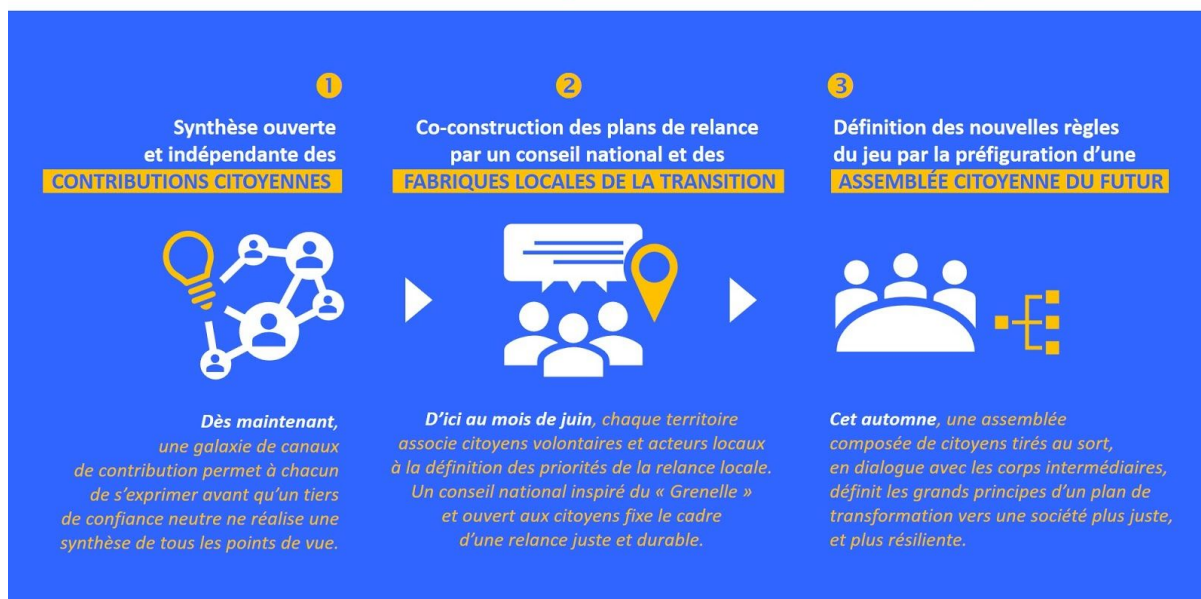 1
Synthèse ouverte
et indépendante des
CONTRIBUTIONS CITOYENNES
Dès maintenant,
une galaxie de canaux
de contribution permet à chacun
de s’exprimer avant qu’un tiers
de confiance neutre ne réalise une
synthèse de tous les points de vue.
2
Co-construction des plans de relance
par un conseil national et des
FABRIQUES LOCALES DE LA TRANSITION
D’ici au mois de juin, chaque territoire
associe citoyens volontaires et acteurs locaux
à la définition des priorités de la relance locale.
Un conseil national inspiré du « Grenelle »
et ouvert aux citoyens fixe le cadre
d’une relance juste et durable.
3
Définition des nouvelles règles
du jeu par la préfiguration d’une
ASSEMBLÉE CITOYENNE DU FUTUR
Cet automne, une assemblée
composée de citoyens tirés au sort,
en dialogue avec les corps intermédiaires,
définit les grands principes d’un plan de
transformation vers une société plus juste,
et plus résiliente.